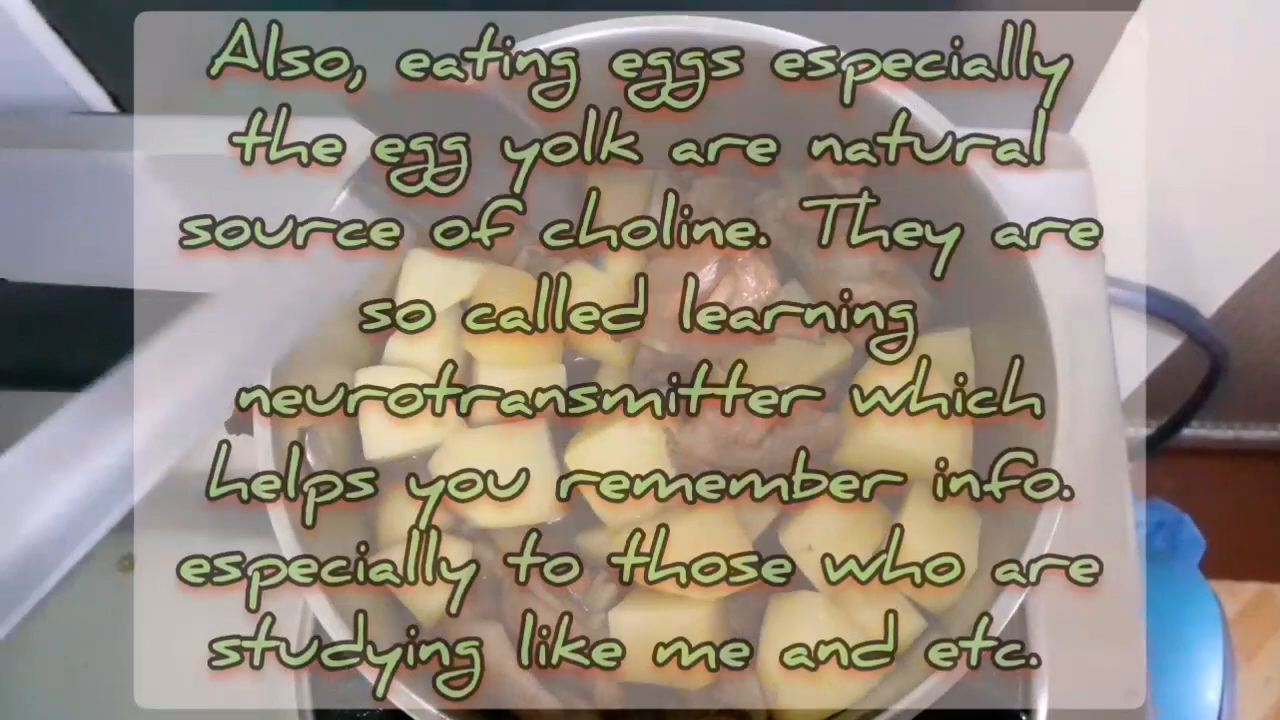 Also, eating eggs especially
the egg yolk are natural
source of choline. They are
so called learning
neurotransmitter which
helps you remember info.
especially to those who are
studying like me and etc.